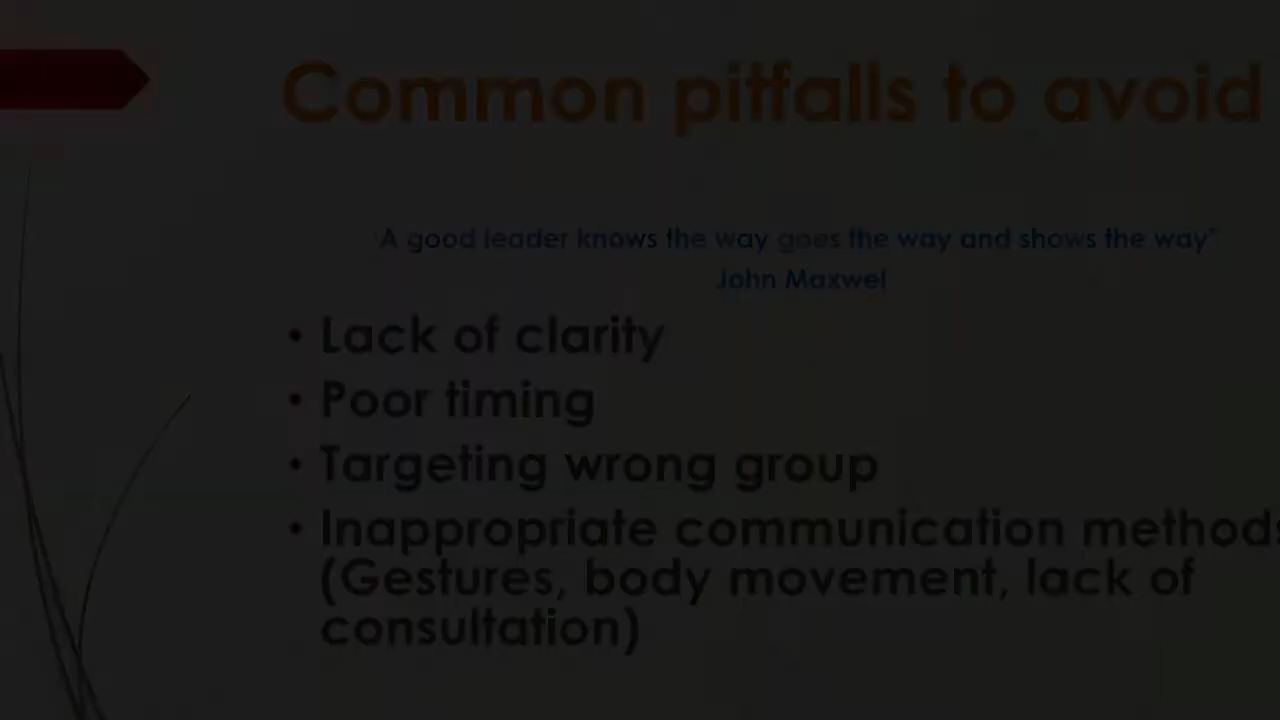 Common pitfalls to avoid
"A good leader knows the way goes the way and shows the way"
John Maxwel
• Lack of clarity
• Poor timing
• Targeting wrong group
• Inappropriate communication methods
(Gestures, body movement, lack of
consultation)